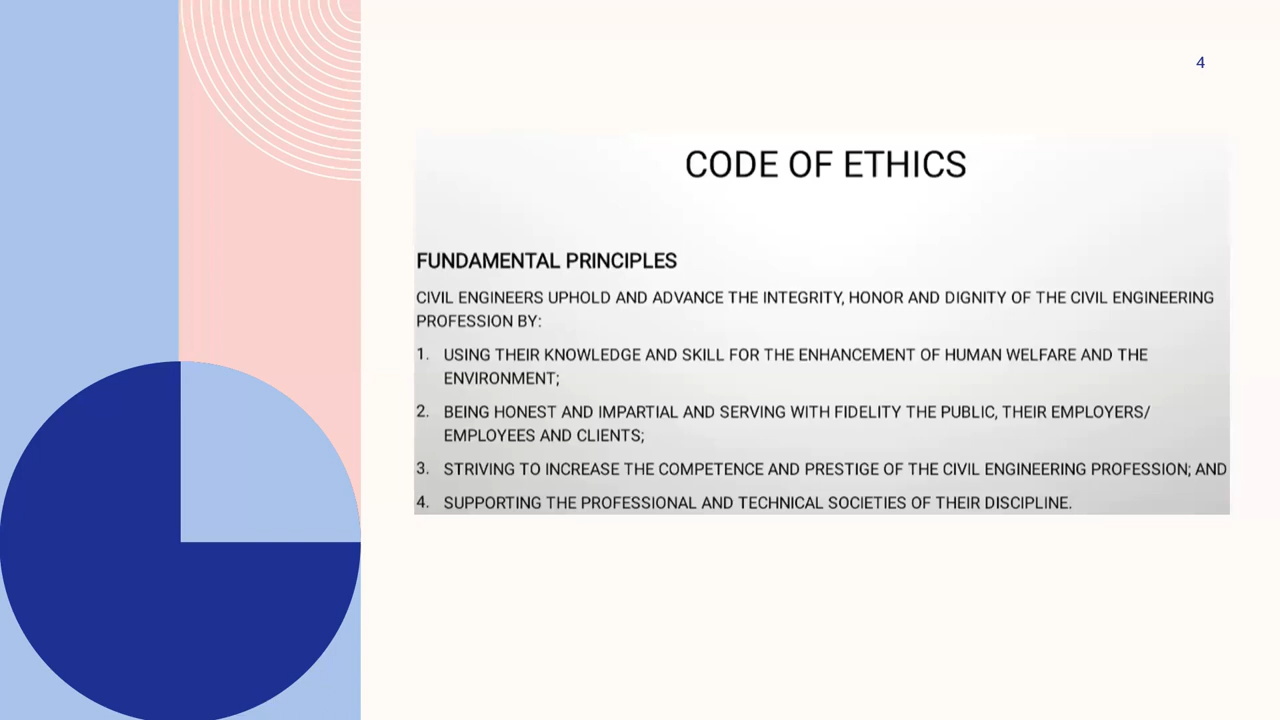 4
CODE OF ETHICS
FUNDAMENTAL PRINCIPLES
CIVIL ENGINEERS UPHOLD AND ADVANCE THE INTEGRITY, HONOR AND DIGNITY OF THE CIVIL ENGINEERING
PROFESSION BY:
1. USING THEIR KNOWLEDGE AND SKILL FOR THE ENHANCEMENT OF HUMAN WELFARE AND THE
ENVIRONMENT;
2. BEING HONEST AND IMPARTIAL AND SERVING WITH FIDELITY THE PUBLIC, THEIR EMPLOYERS/
EMPLOYEES AND CLIENTS;
3. STRIVING TO INCREASE THE COMPETENCE AND PRESTIGE OF THE CIVIL ENGINEERING PROFESSION; AND
4. SUPPORTING THE PROFESSIONAL AND TECHNICAL SOCIETIES OF THEIR DISCIPLINE.